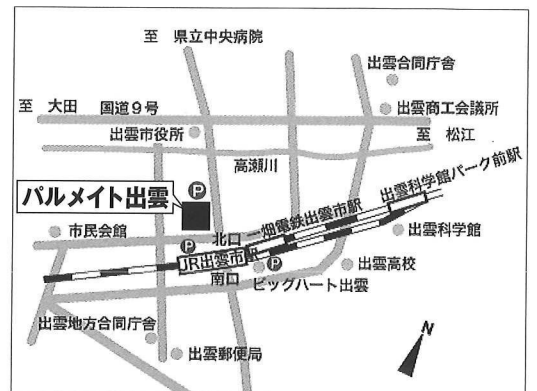 至 県立中央病院
出雲合同庁舎
至 大田 国道9号
出雲商工会議所
出雲市役所
至 松江
高瀬川
出雲科学館パーク前駅
パルメイト出雲
P
一畑電鉄出雲市駅
市民会館
P
北口
出雲科学館
JR出雲市駅
P
出雲高校
南口
ビッグハート出雲
出雲地方合同庁舎
N
出雲郵便局